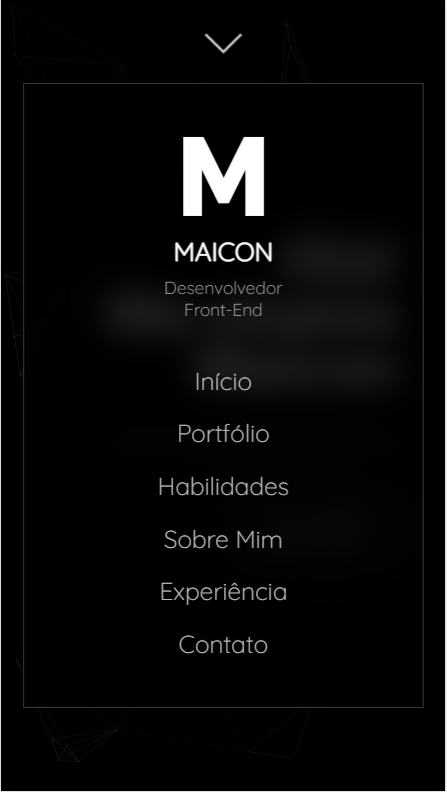 M
MAICON
Desenvolvedor
Front-End
Início
Portfólio
Habilidades
Sobre Mim
Experiência
Contato